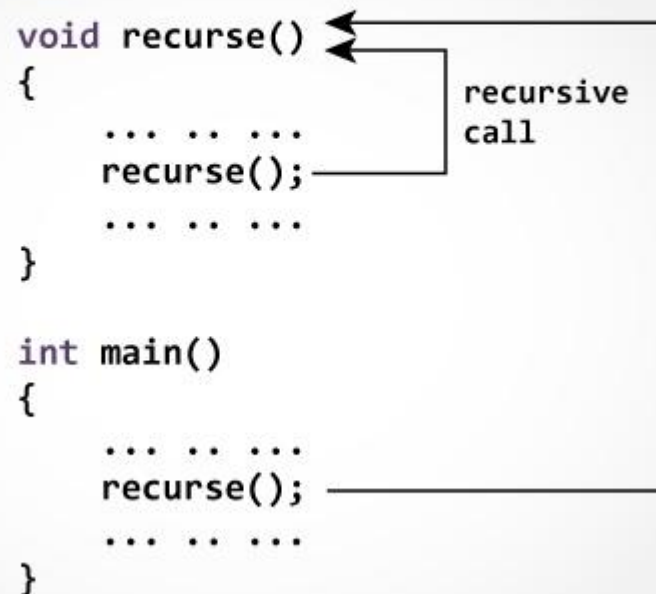 void recurse()
{
... .. ...
recurse();
... .. ...
}
recursive
call
int main()
{
... .. ...
recurse();
... .. ...
}